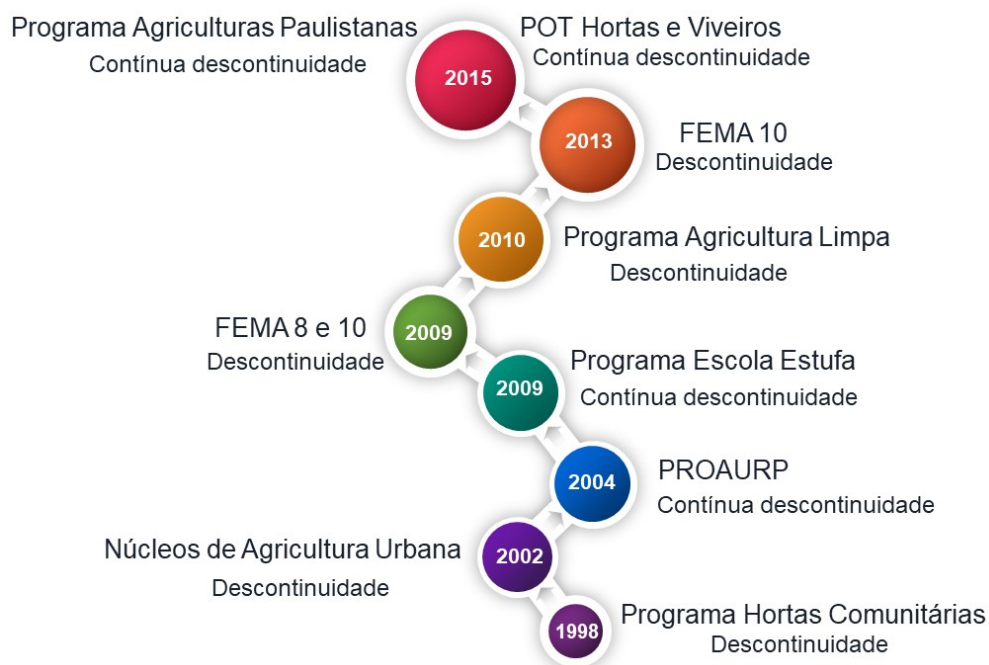 Programa Agriculturas Paulistanas
Contínua descontinuidade
2015
POT Hortas e Viveiros
Contínua descontinuidade
2013
FEMA 10
Descontinuidade
2010
Programa Agricultura Limpa
Descontinuidade
FEMA 8 e 10
Descontinuidade
2009
2009
Programa Escola Estufa
Contínua descontinuidade
2004
PROAURP
Contínua descontinuidade
Núcleos de Agricultura Urbana
Descontinuidade
2002
1998
Programa Hortas Comunitárias
Descontinuidade